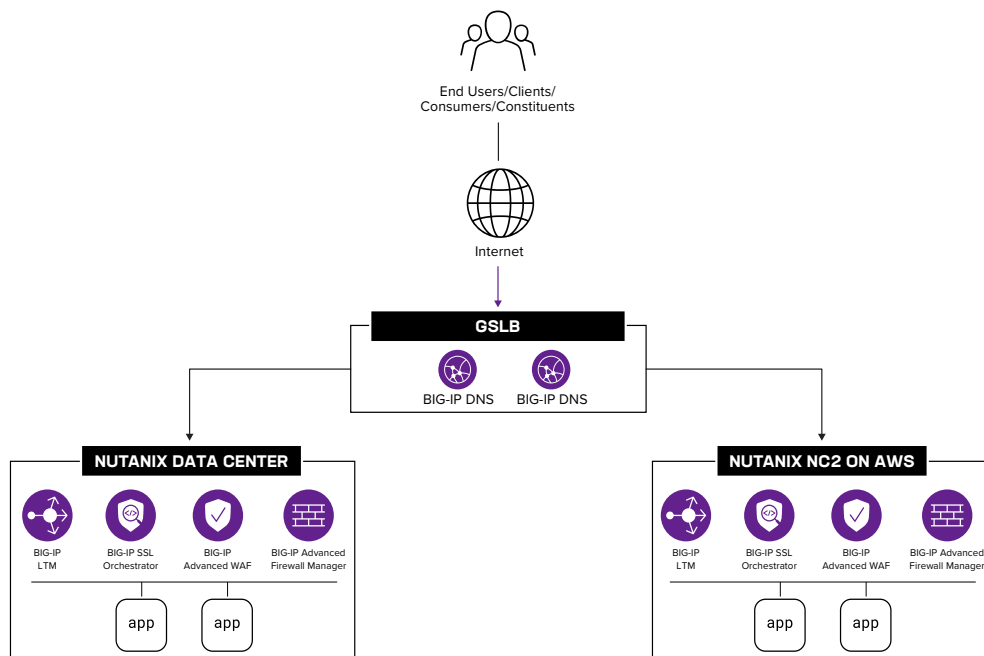 End Users/Clients/
Consumers/Constituents
Internet
GSLB
BIG-IP DNS
BIG-IP DNS
NUTANIX DATA CENTER
BIG-IP
LTM
BIG-IP SSL
Orchestrator
BIG-IP
Advanced WAF
BIG-IP Advanced
Firewall Manager
app
app
NUTANIX NC2 ON AWS
BIG-IP
LTM
BIG-IP SSL
Orchestrator
BIG-IP
Advanced WAF
BIG-IP Advanced
Firewall Manager
app
app